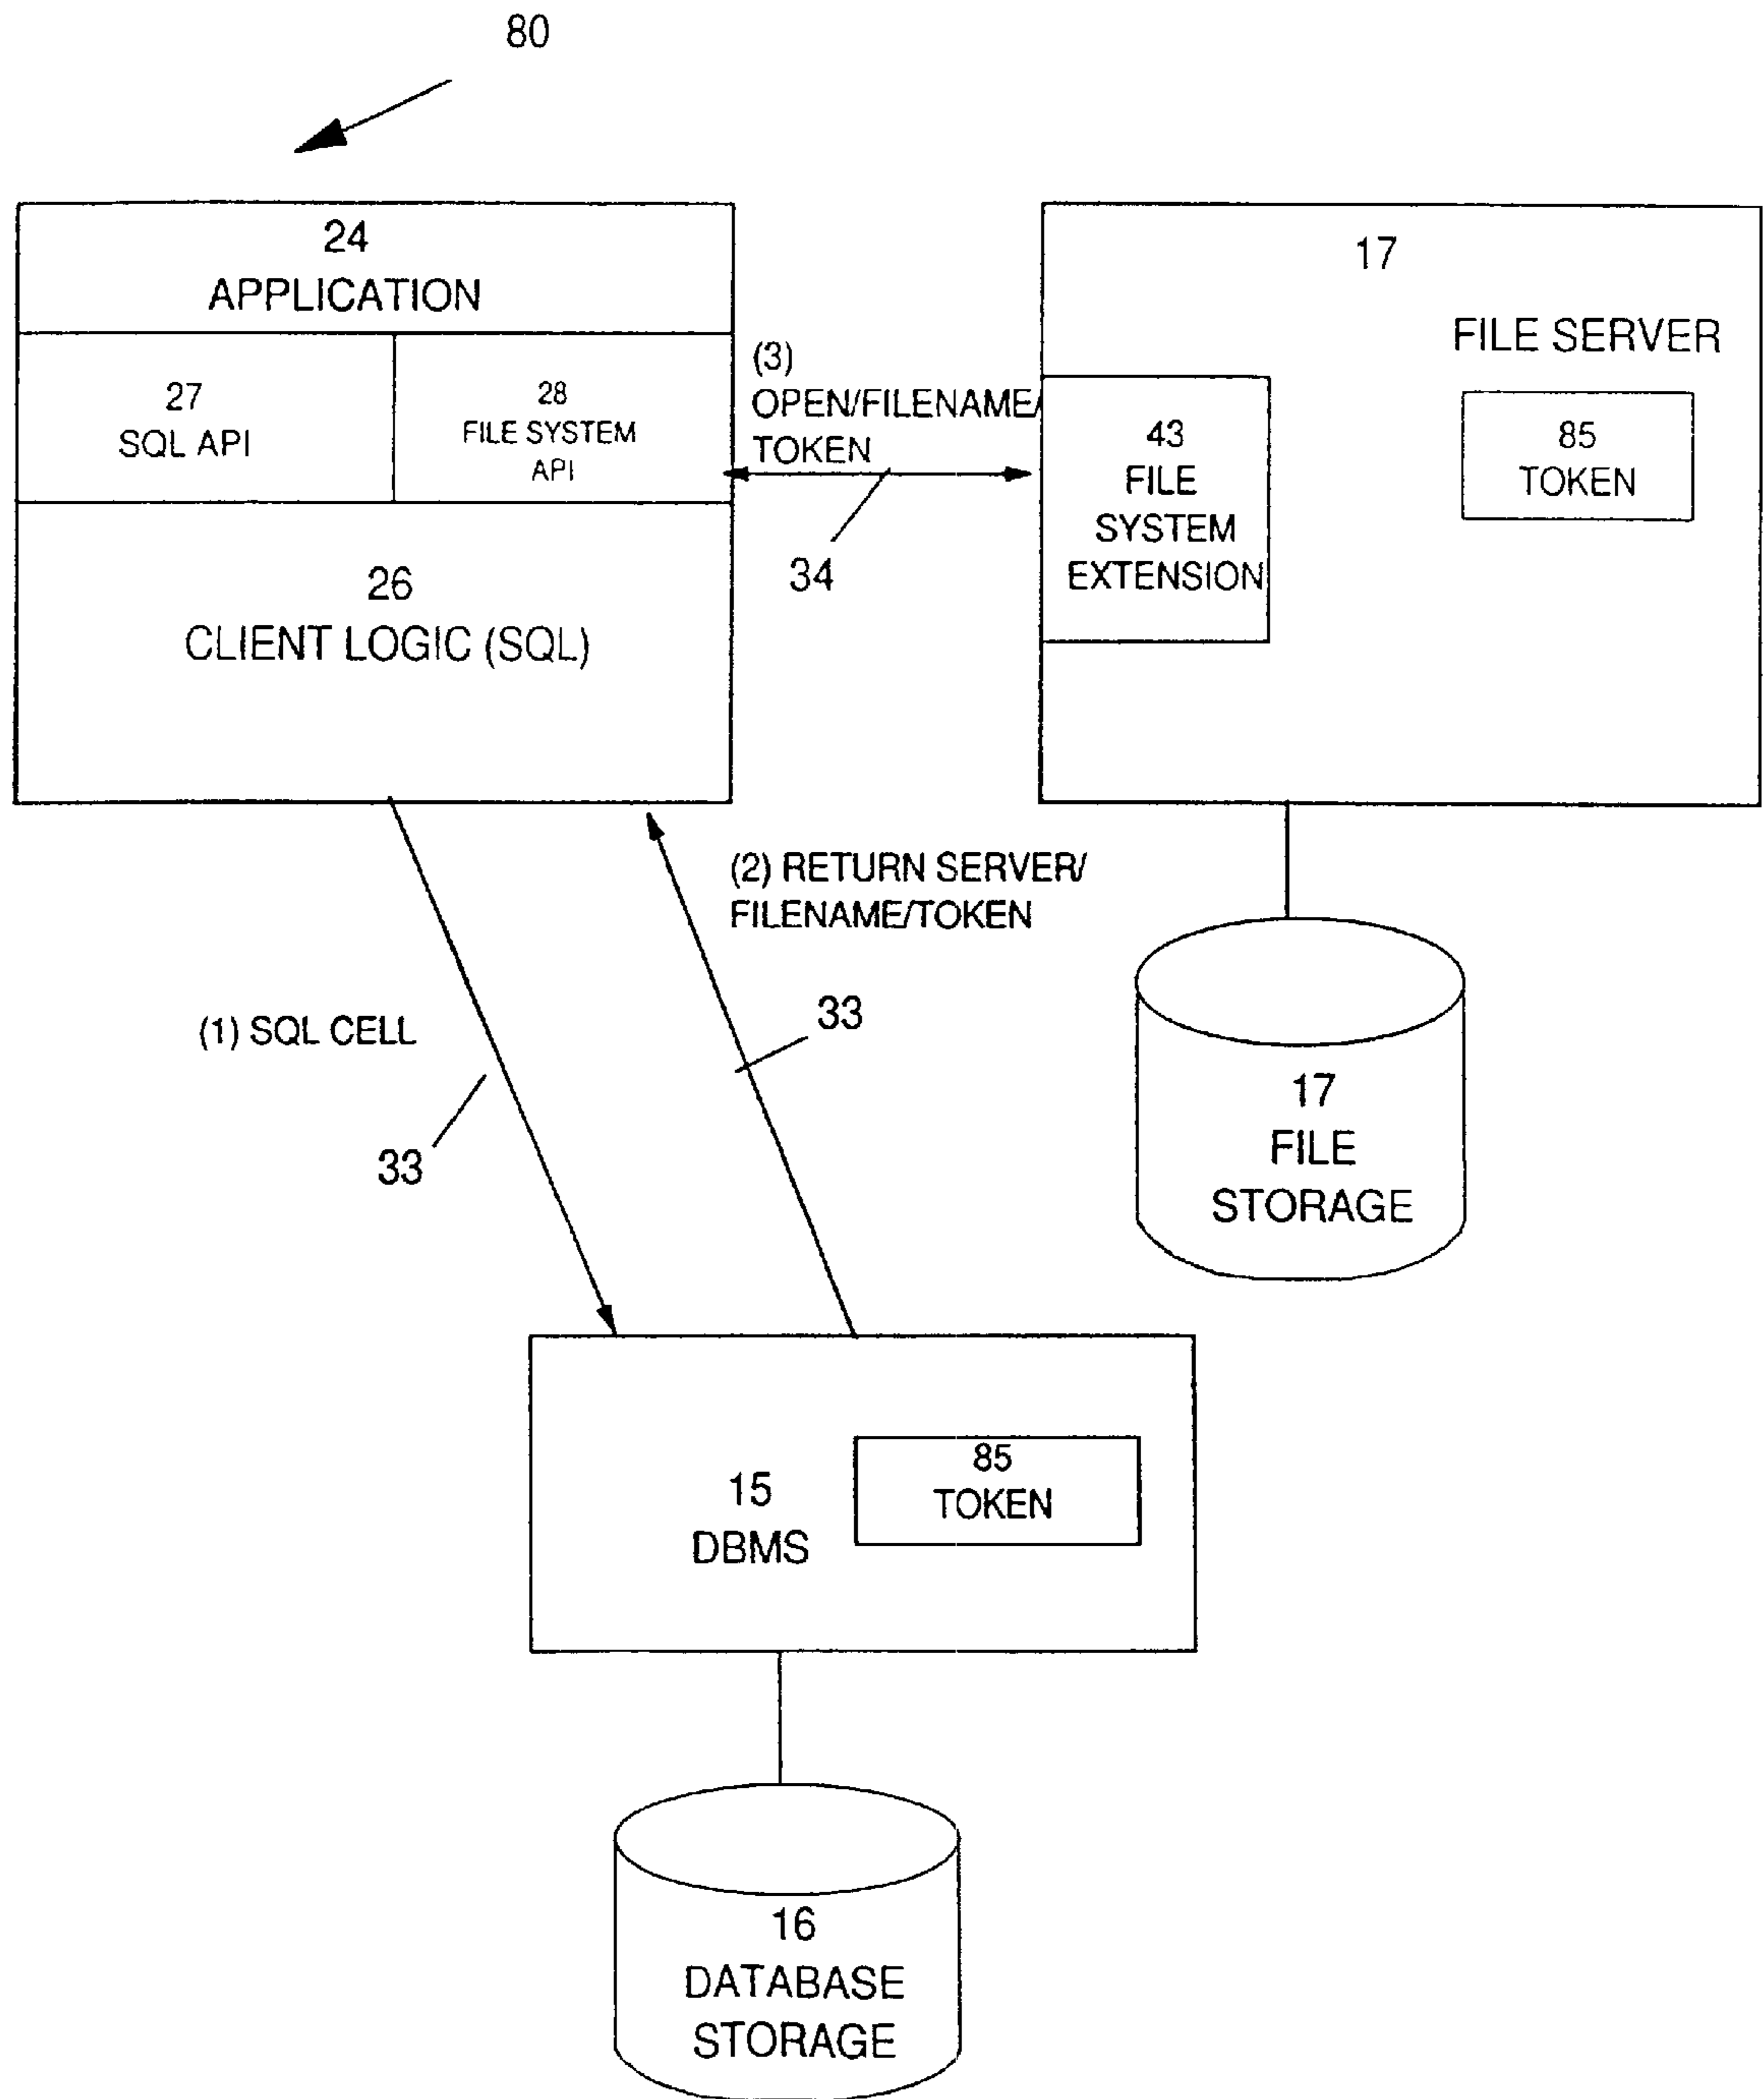 80
24
APPLICATION
27
SQL API
28
FILE SYSTEM
API
26
CLIENT LOGIC (SQL)
(3)
OPEN/FILENAME/
TOKEN
34
17
FILE SERVER
43
FILE
SYSTEM
EXTENSION
85
TOKEN
(2) RETURN SERVER/
FILENAME/TOKEN
(1) SQL CELL
33
33
17
FILE
STORAGE
15
DBMS
85
TOKEN
16
DATABASE
STORAGE